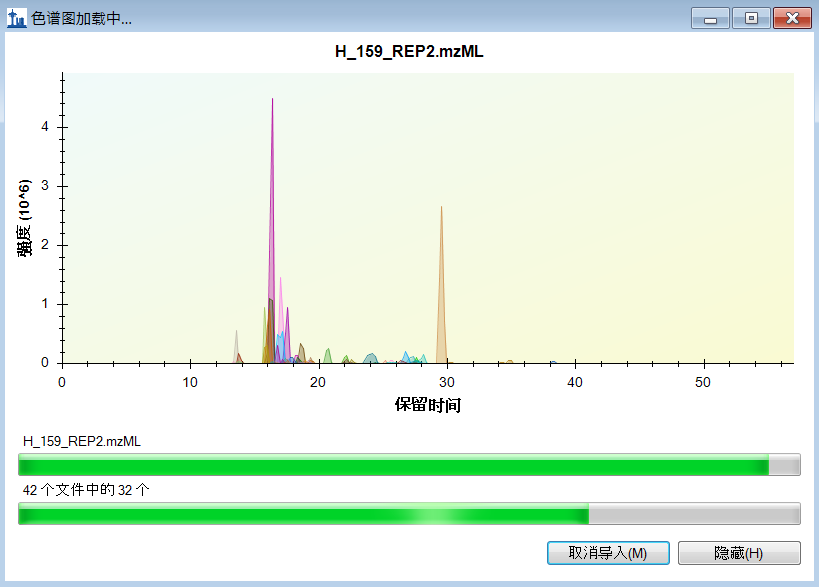 色谱图加载中...
H_159_REP2.mzML
强度 (10^6)
4
3
2
1
0
0 10 20 30 40 50
保留时间
H_159_REP2.mzML
42 个文件中的 32 个
取消导入(M) 隐藏(H)